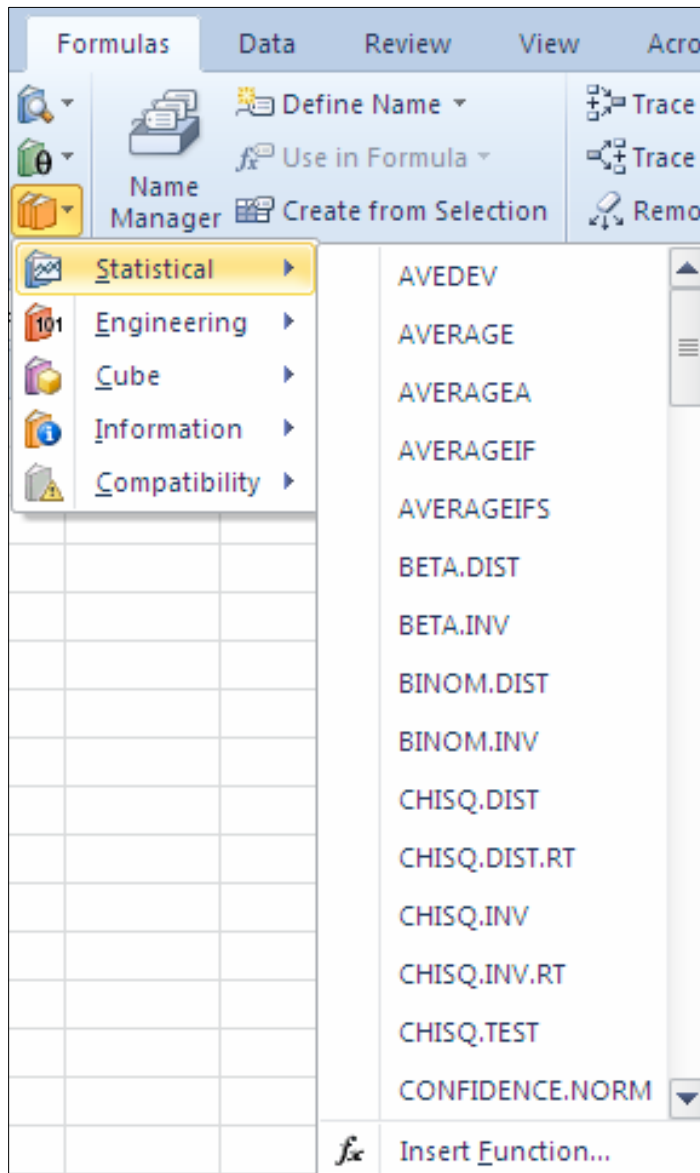 Formulas Data Review View Acro
Define Name Trace
θ Use in Formula Trace
Name
Manager Create from Selection Remo
Statistical AVEDEV
101 Engineering AVERAGE
Cube AVERAGEA
Information AVERAGEIF
Compatibility AVERAGEIFS
BETA.DIST
BETA.INV
BINOM.DIST
BINOM.INV
CHISQ.DIST
CHISQ.DIST.RT
CHISQ.INV
CHISQ.INV.RT
CHISQ.TEST
CONFIDENCE.NORM
fx Insert Function...